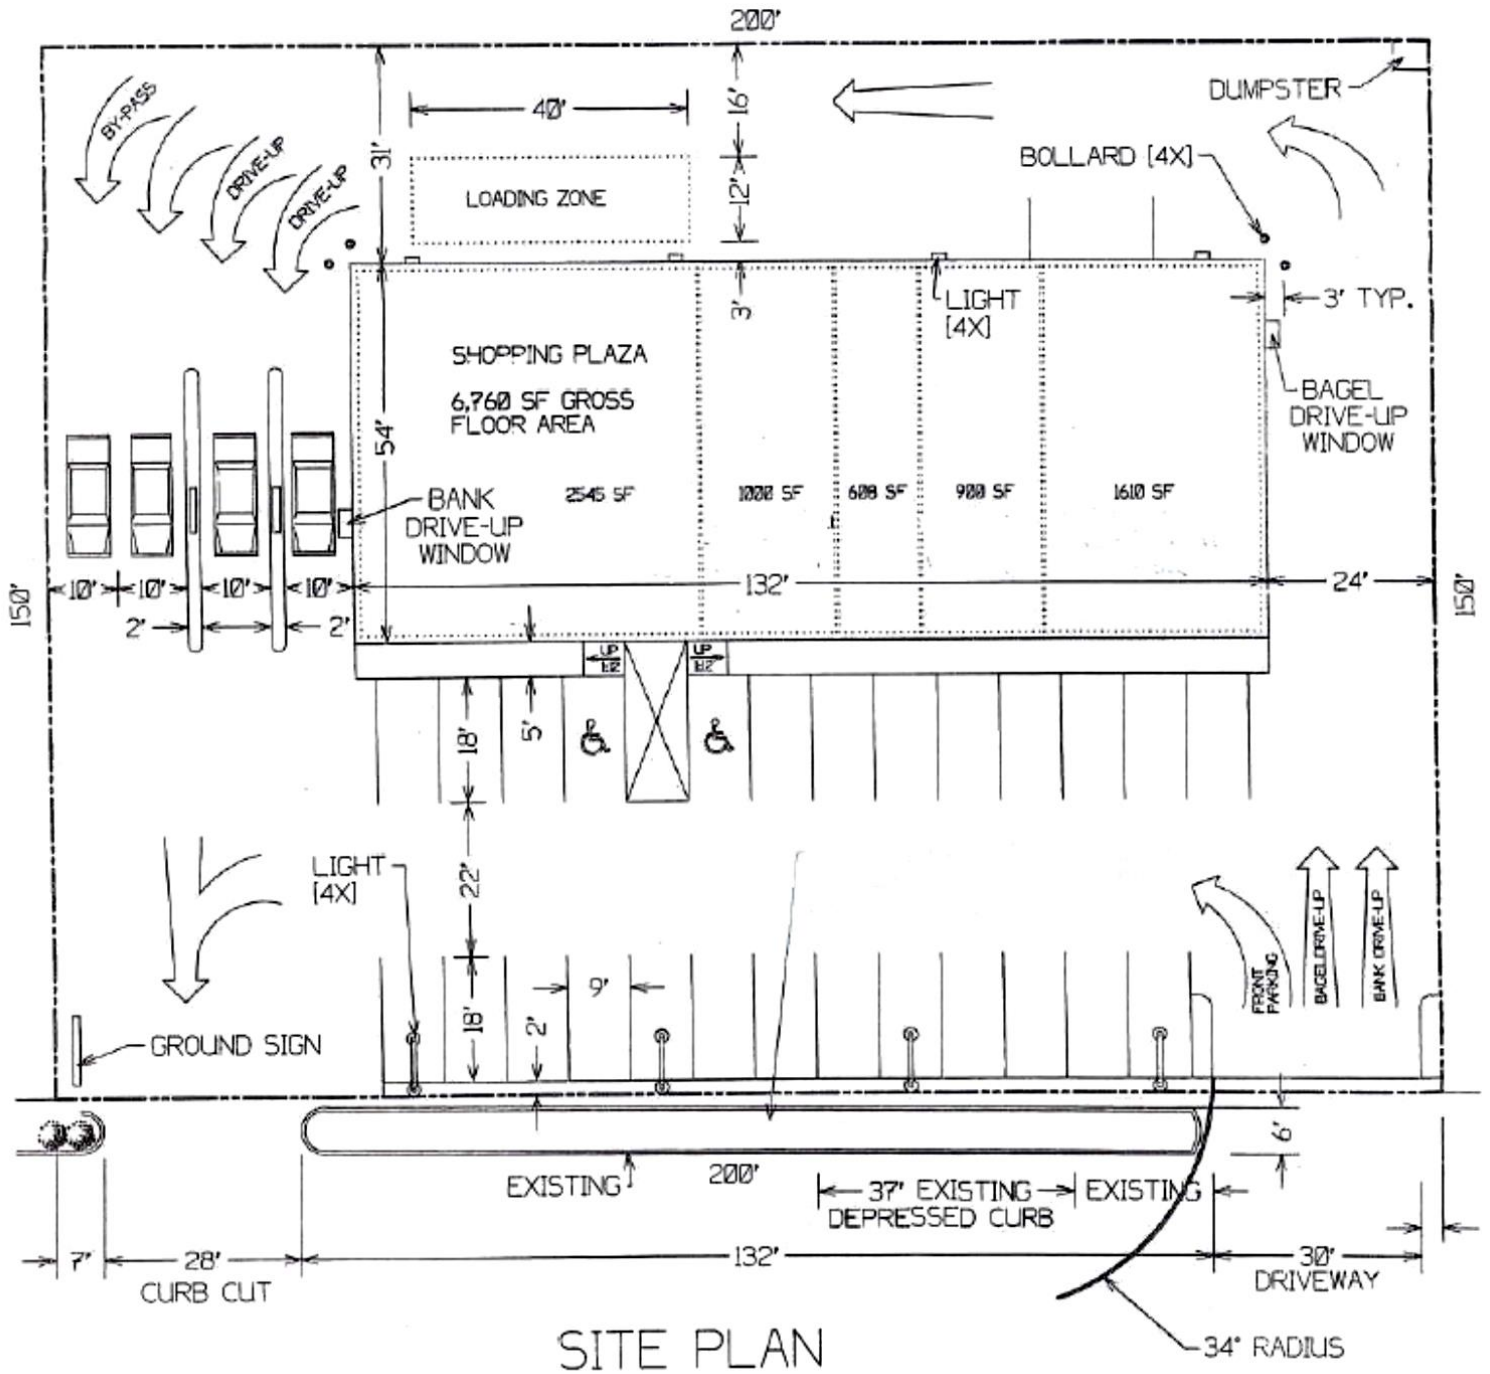 200'
DUMPSTER
BY-PASS
40'
16'
31'
DRIVE-UP
DRIVE-UP
BOLLARD [4X]
LOADING ZONE
12'
3'
LIGHT
[4X]
3' TYP.
SHOPPING PLAZA
6,760 SF GROSS
FLOOR AREA
54'
BAGEL
DRIVE-UP
WINDOW
BANK
DRIVE-UP
WINDOW
2545 SF
1000 SF
608 SF
900 SF
1610 SF
150'
10'
10'
10'
10'
132'
24'
150'
2'
2'
UP
1:12
UP
1:12
18'
5'
LIGHT
[4X]
22'
FRONT
PARKING
BAGEL DRIVE-UP
BANK DRIVE-UP
9'
18'
2'
GROUND SIGN
6'
EXISTING
200'
37' EXISTING
DEPRESSED CURB
EXISTING
7'
28'
CURB CUT
132'
30'
DRIVEWAY
34' RADIUS
SITE PLAN